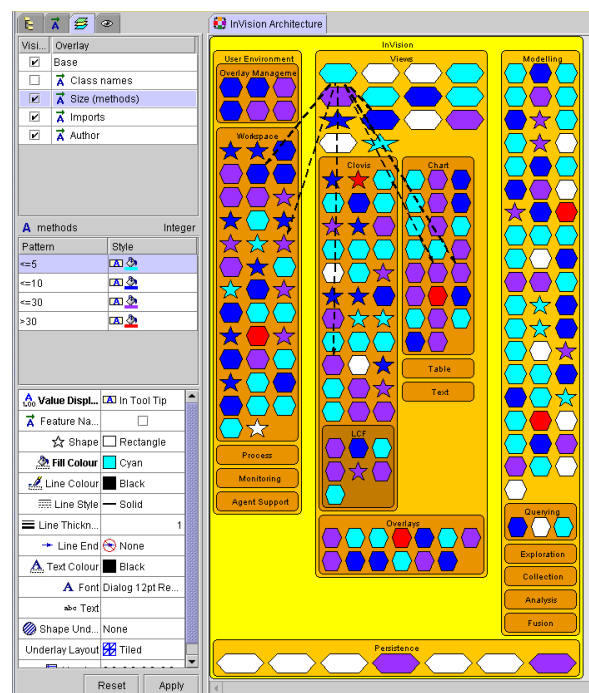 InVision Architecture
Visi... Overlay
Base
Class names
Size (methods)
Imports
Author
A methods Integer
Pattern Style
<=5 A
<=10 A
<=30 A
>30 A
Value Displ... A In Tool Tip
Feature Na...
Shape Rectangle
Fill Colour Cyan
Line Colour Black
Line Style Solid
Line Thickn... 1
Line End None
Text Colour Black
A Font Dialog 12pt Re...
abc Text
Shape Und... None
Underlay Layout Tiled
Reset Apply
InVision
User Environment
Overlay Manageme
Workspace
Process
Monitoring
Agent Support
Views
Clovis
LCF
Chart
Table
Text
Overlays
Modelling
Querying
Exploration
Collection
Analysis
Fusion
Persistence